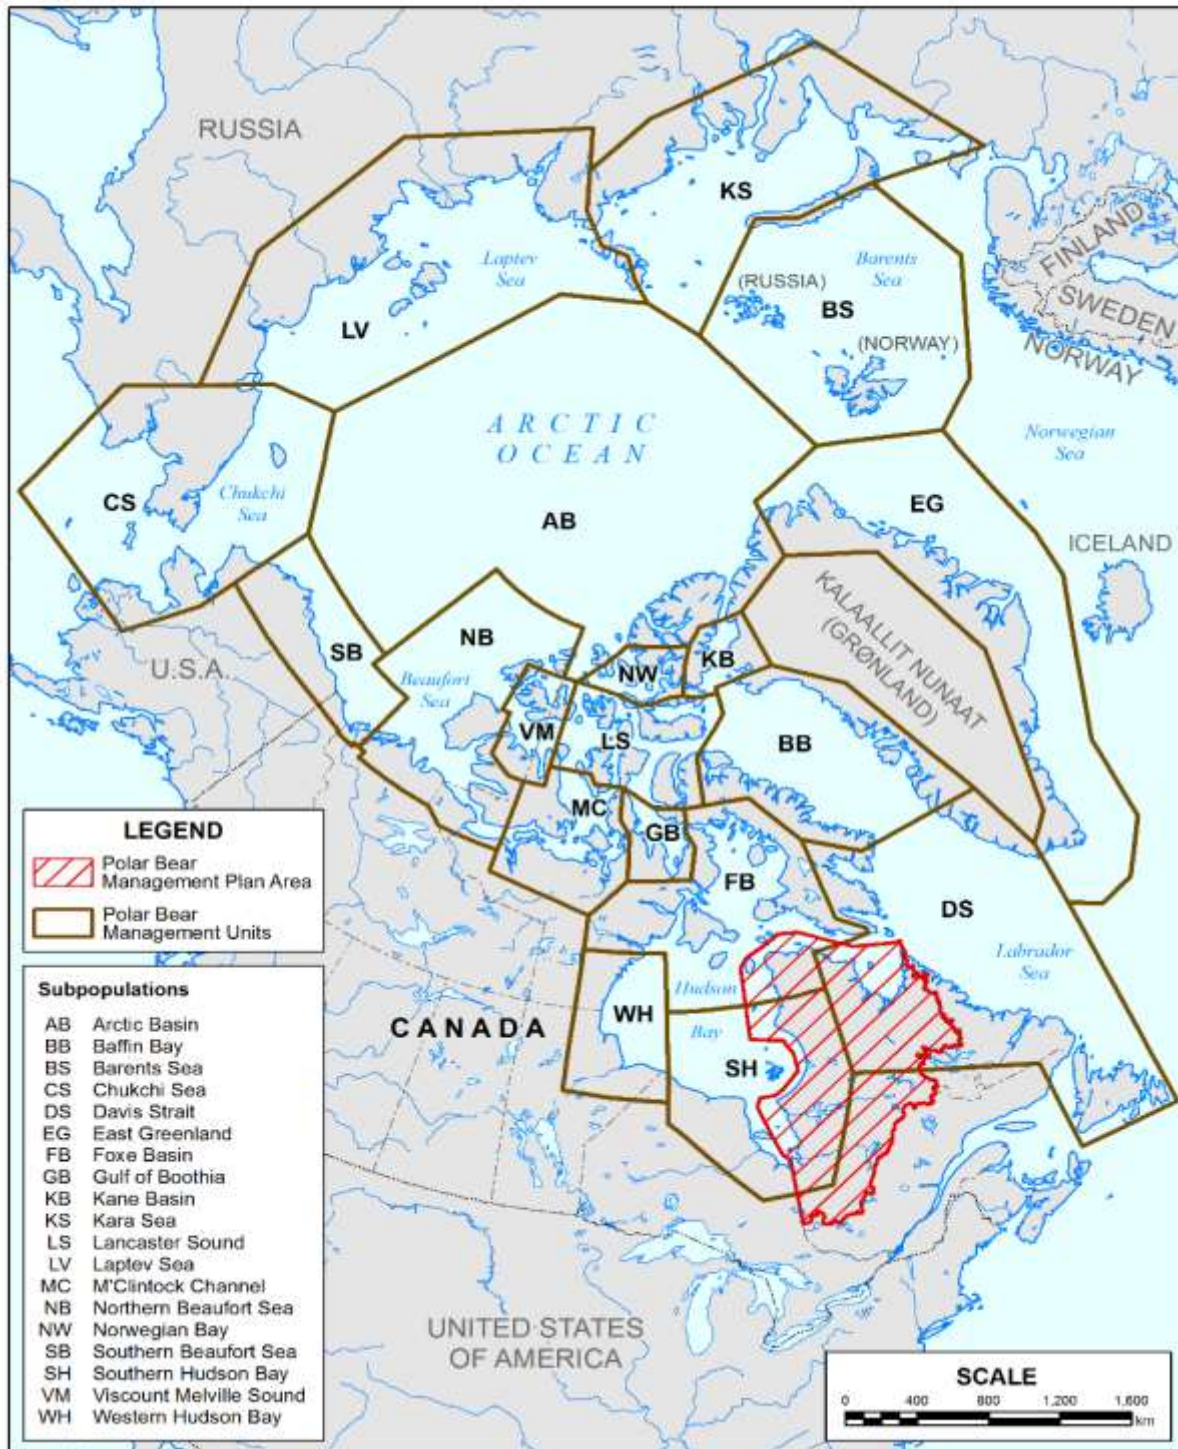 RUSSIA
KS
FINLAND
SWEDEN
NORWAY
Laptev
Sea
Barents
Sea
(RUSSIA)
BS
(NORWAY)
LV
ARCTIC
OCEAN
Norwegian
Sea
CS
Chukchi
Sea
AB
EG
ICELAND
KALAALLIT NUNAAT
(GRØNLAND)
U.S.A.
SB
NB
Beaufort
Sea
NW
KB
VM
LS
BB
MC
GB
FB
DS
Labrador
Sea
Hudson
Bay
WH
SH
CANADA
UNITED STATES
OF AMERICA
LEGEND
Polar Bear
Management Plan Area
Polar Bear
Management Units
Subpopulations
AB Arctic Basin
BB Baffin Bay
BS Barents Sea
CS Chukchi Sea
DS Davis Strait
EG East Greenland
FB Foxe Basin
GB Gulf of Boothia
KB Kane Basin
KS Kara Sea
LS Lancaster Sound
LV Laptev Sea
MC M'Clintock Channel
NB Northern Beaufort Sea
NW Norwegian Bay
SB Southern Beaufort Sea
SH Southern Hudson Bay
VM Viscount Melville Sound
WH Western Hudson Bay
SCALE
0 400 800 1,200 1,600
km